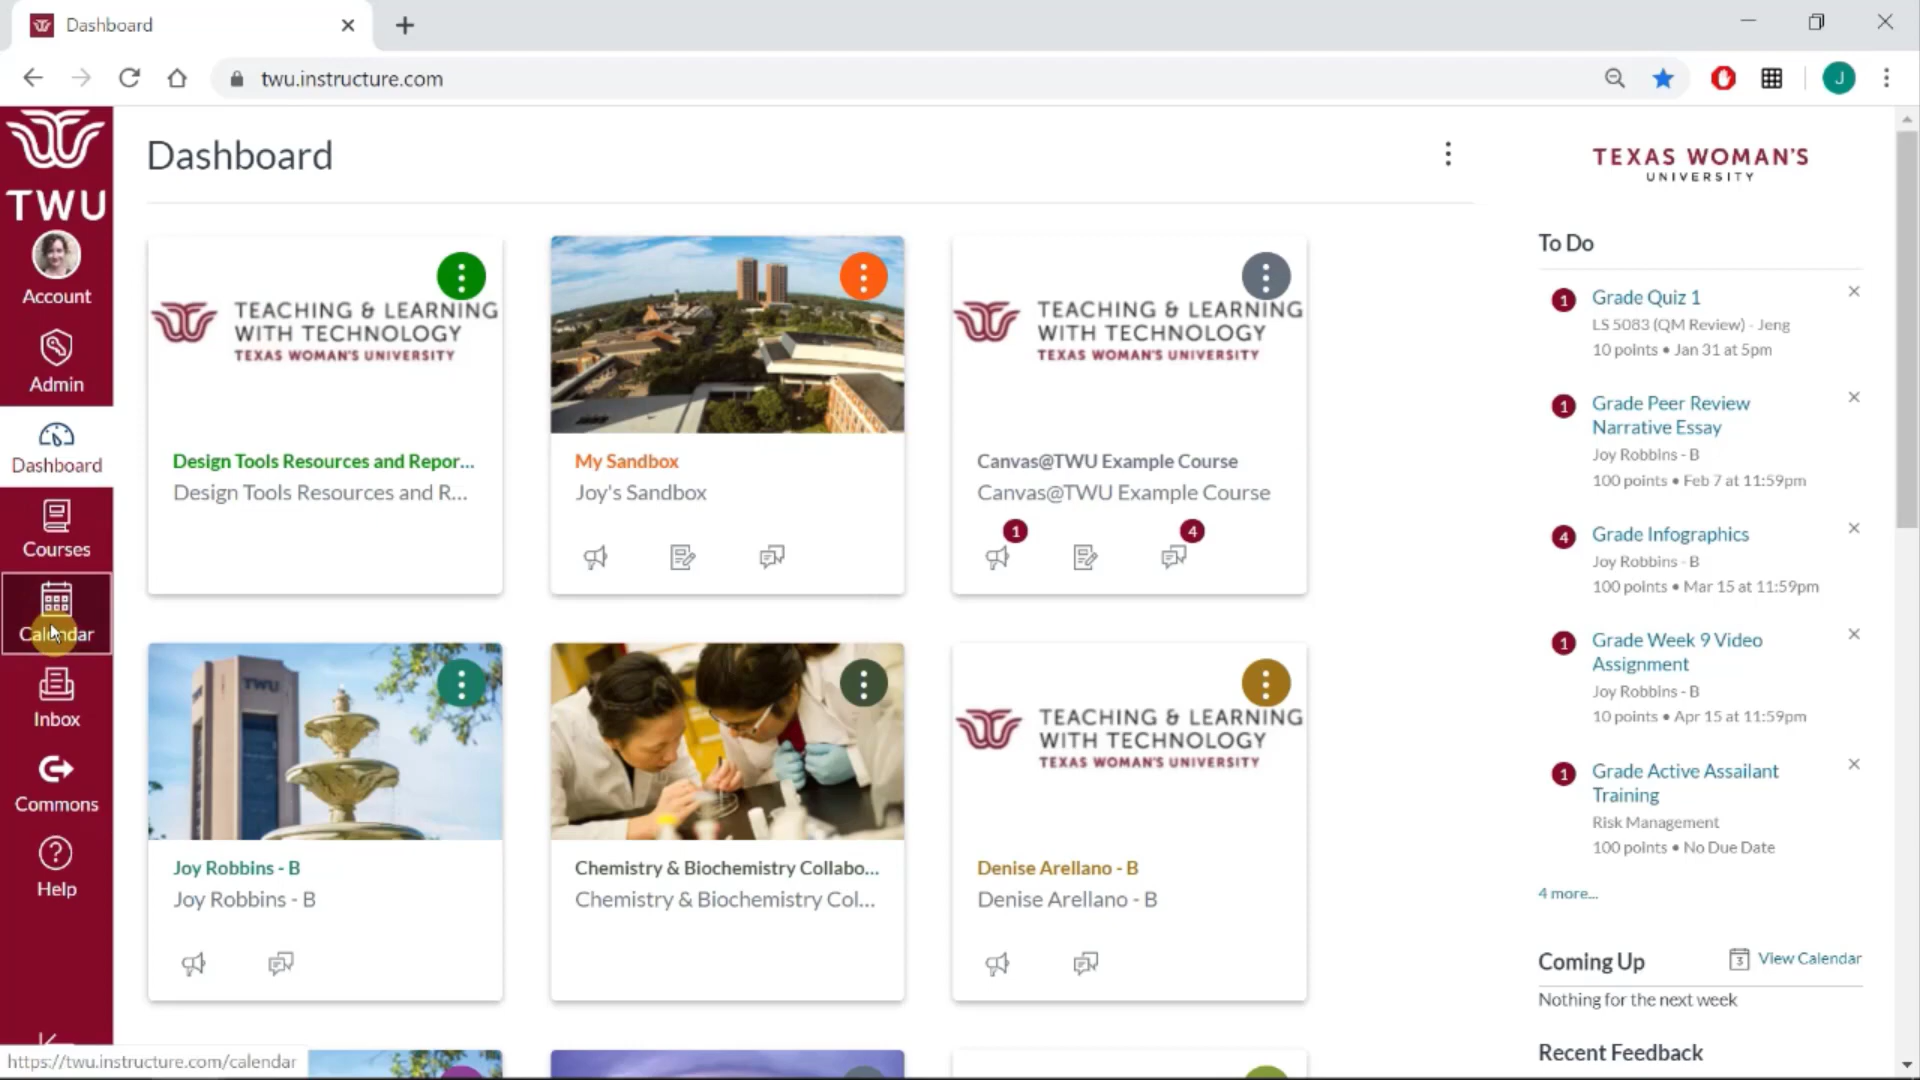 Dashboard
twu.instructure.com
J
TWU
Account
Admin
Dashboard
Courses
Calendar
Inbox
Commons
Help
https://twu.instructure.com/calendar
Dashboard
TEACHING & LEARNING
WITH TECHNOLOGY
TEXAS WOMAN'S UNIVERSITY
Design Tools Resources and Repor...
Design Tools Resources and R...
My Sandbox
Joy's Sandbox
TEACHING & LEARNING
WITH TECHNOLOGY
TEXAS WOMAN'S UNIVERSITY
Canvas@TWU Example Course
Canvas@TWU Example Course
1
4
TWU
Joy Robbins - B
Joy Robbins - B
Chemistry & Biochemistry Collabo...
Chemistry & Biochemistry Col...
TEACHING & LEARNING
WITH TECHNOLOGY
TEXAS WOMAN'S UNIVERSITY
Denise Arellano - B
Denise Arellano - B
TEXAS WOMAN'S
UNIVERSITY
To Do
1
Grade Quiz 1
LS 5083 (QM Review) - Jeng
10 points • Jan 31 at 5pm
1
Grade Peer Review
Narrative Essay
Joy Robbins - B
100 points • Feb 7 at 11:59pm
4
Grade Infographics
Joy Robbins - B
100 points • Mar 15 at 11:59pm
1
Grade Week 9 Video
Assignment
Joy Robbins - B
10 points • Apr 15 at 11:59pm
1
Grade Active Assailant
Training
Risk Management
100 points • No Due Date
4 more...
Coming Up
3
View Calendar
Nothing for the next week
Recent Feedback